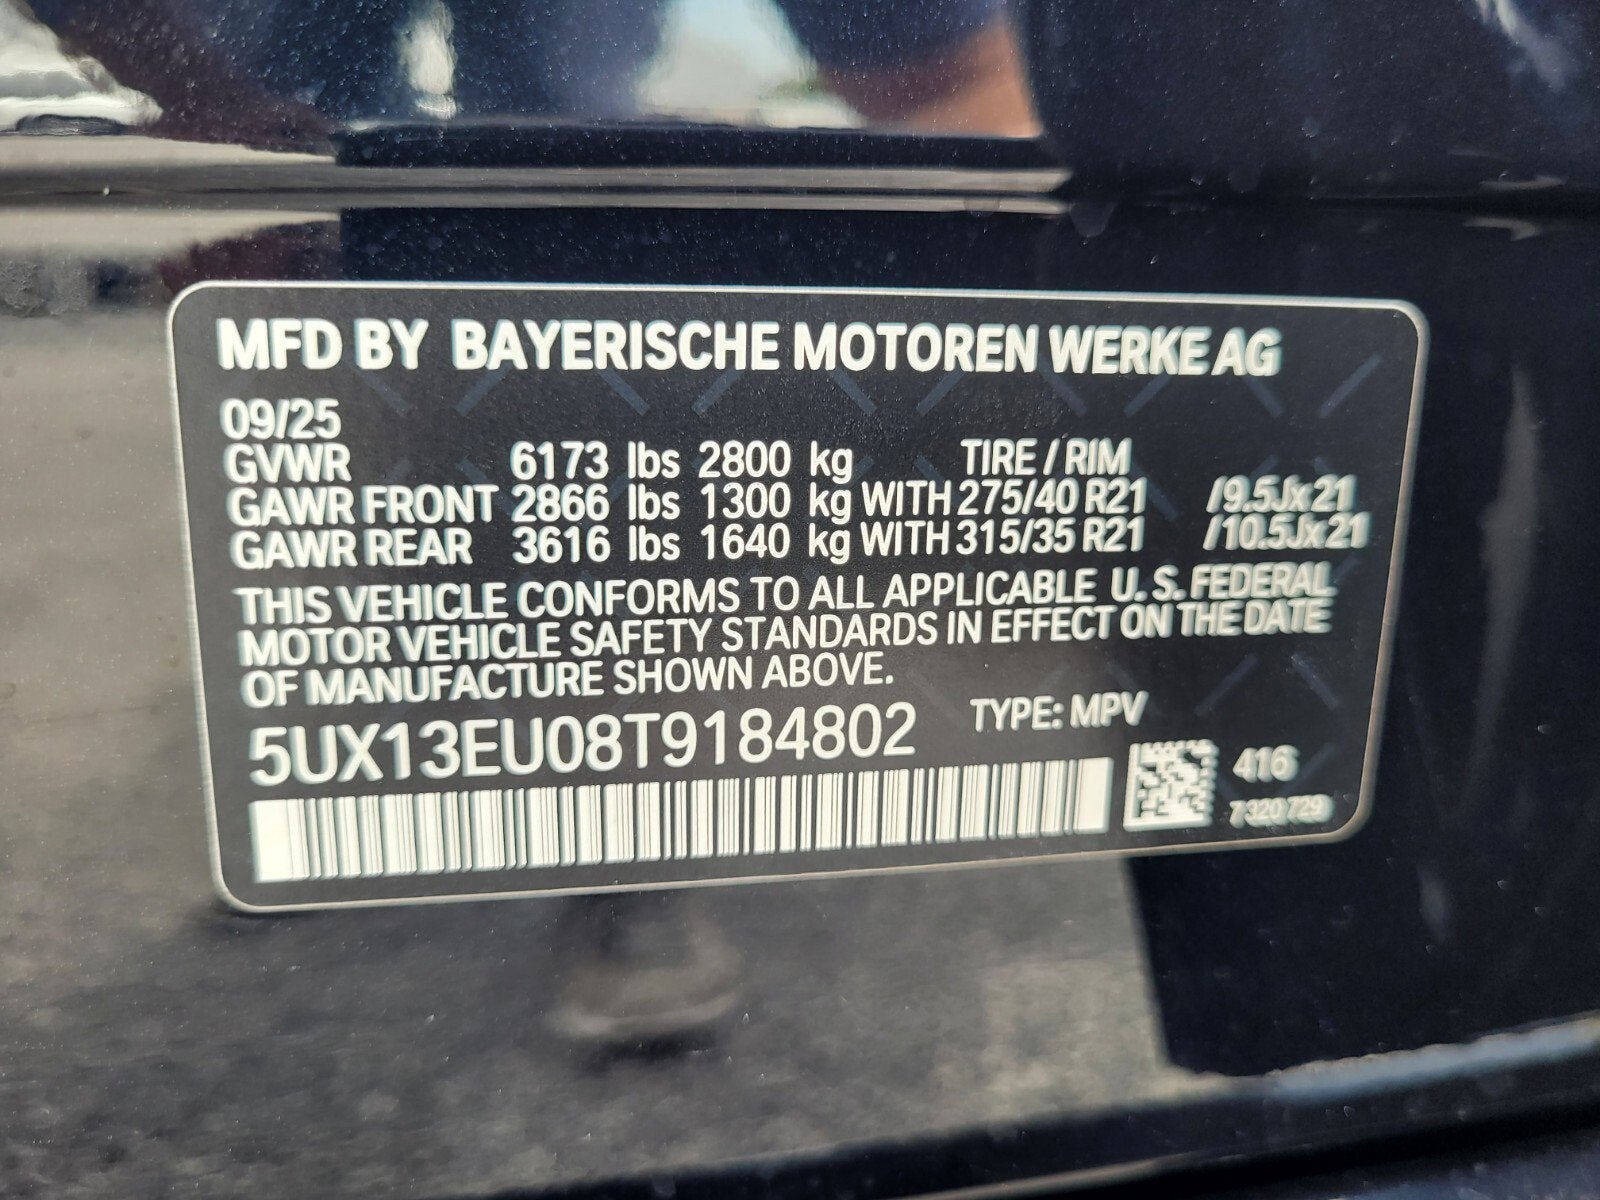 MFD BY BAYERISCHE MOTOREN WERKE AG
09/25
GVWR 6173 lbs 2800 kg TIRE / RIM
GAWR FRONT 2866 lbs 1300 kg WITH 275/40 R21 /9.5Jx21
GAWR REAR 3616 lbs 1640 kg WITH 315/35 R21 /10.5Jx21
THIS VEHICLE CONFORMS TO ALL APPLICABLE U.S. FEDERAL
MOTOR VEHICLE SAFETY STANDARDS IN EFFECT ON THE DATE
OF MANUFACTURE SHOWN ABOVE.
5UX13EU08T9184802 TYPE: MPV
416
7320729